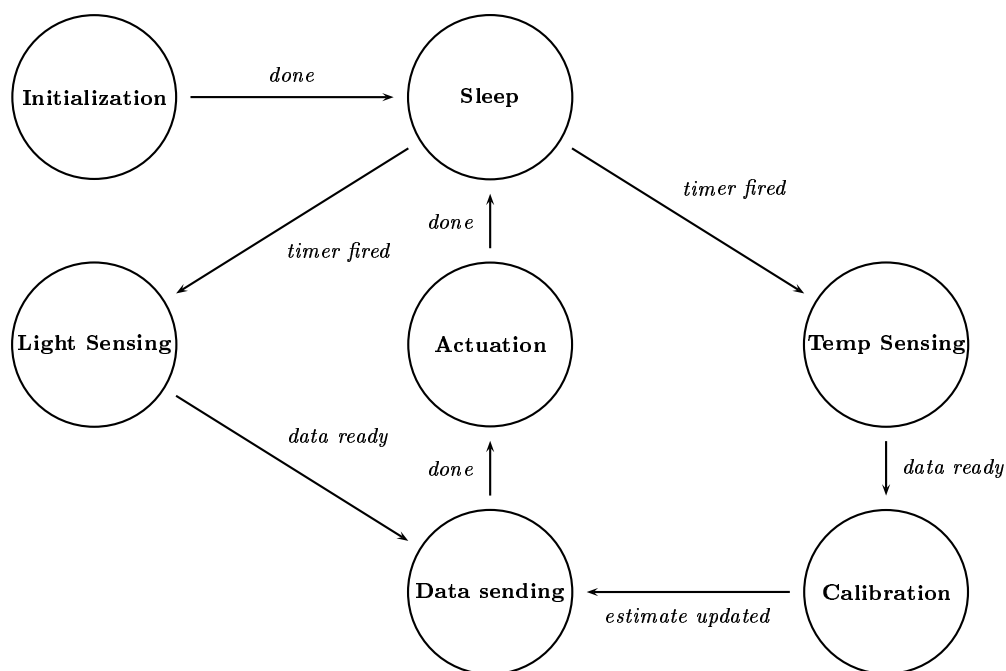 done
Initialization
Sleep
timer fired
done
timer fired
Light Sensing
Actuation
Temp Sensing
data ready
done
data ready
Data sending
Calibration
estimate updated